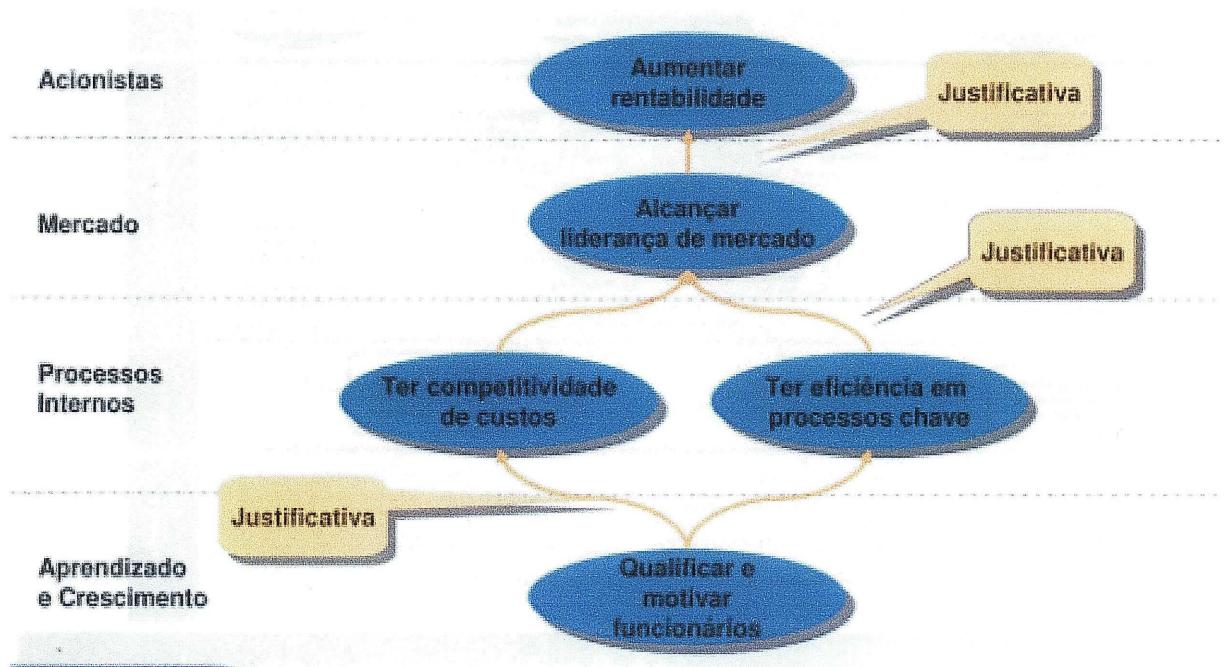 Acionistas
Aumentar
rentabilidade
Justificativa
Mercado
Alcançar
liderança de mercado
Justificativa
Processos
Internos
Ter competitividade
de custos
Ter eficiência em
processos chave
Justificativa
Aprendizado
e Crescimento
Qualificar e
motivar
funcionários